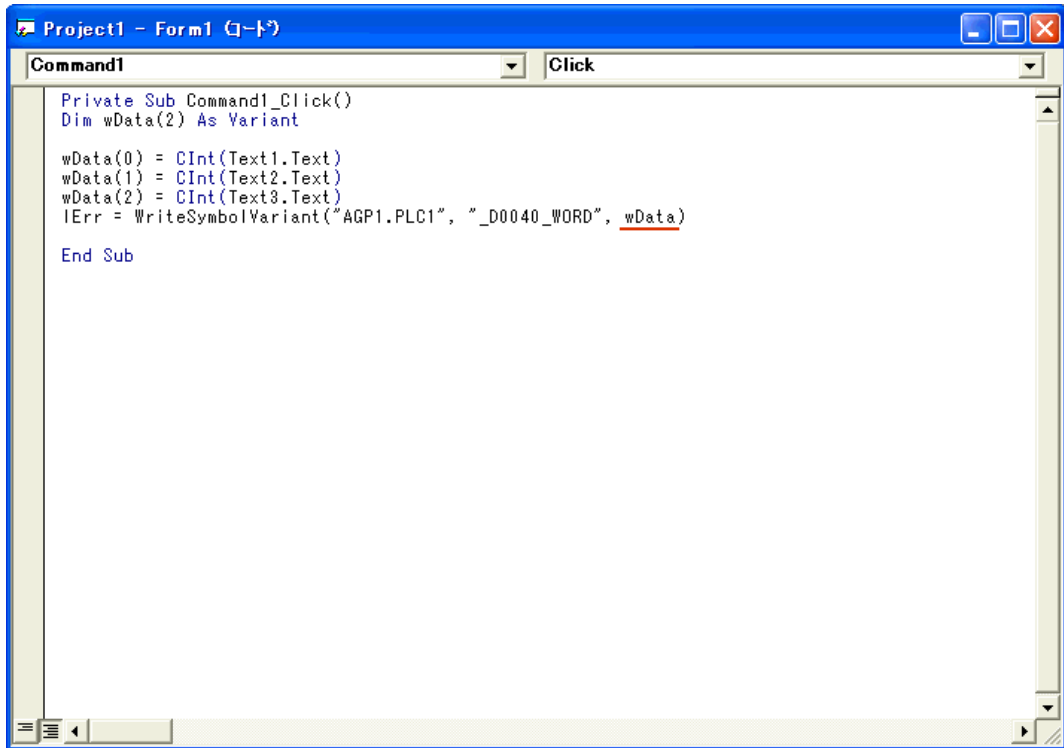 Project1 - Form1 (コード)
Command1 Click
Private Sub Command1_Click()
Dim wData(2) As Variant
wData(0) = CInt(Text1.Text)
wData(1) = CInt(Text2.Text)
wData(2) = CInt(Text3.Text)
lErr = WriteSymbolVariant("AGP1.PLC1", "_D0040_WORD", wData)
End Sub